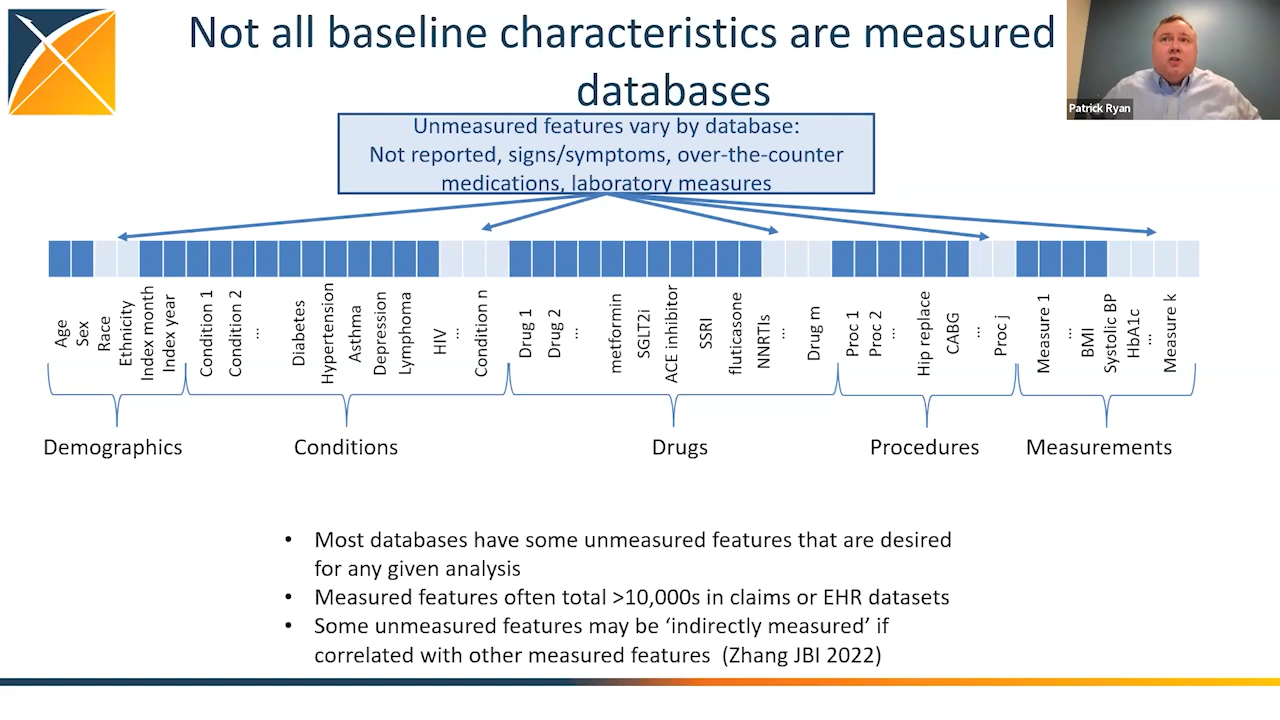 Not all baseline characteristics are measured
databases
Patrick Ryan
Unmeasured features vary by database:
Not reported, signs/symptoms, over-the-counter
medications, laboratory measures
Age
Sex
Race
Ethnicity
Index month
Index year
Condition 1
Condition 2
...
Diabetes
Hypertension
Asthma
Depression
Lymphoma
HIV
...
Condition n
Drug 1
Drug 2
...
metformin
SGLT2i
ACE inhibitor
SSRI
fluticasone
NNRTIs
...
Drug m
Proc 1
Proc 2
...
Hip replace
CABG
...
Proc j
Measure 1
...
BMI
Systolic BP
HbA1c
...
Measure k
Demographics
Conditions
Drugs
Procedures
Measurements
• Most databases have some unmeasured features that are desired
for any given analysis
• Measured features often total >10,000s in claims or EHR datasets
• Some unmeasured features may be ‘indirectly measured’ if
correlated with other measured features (Zhang JBI 2022)